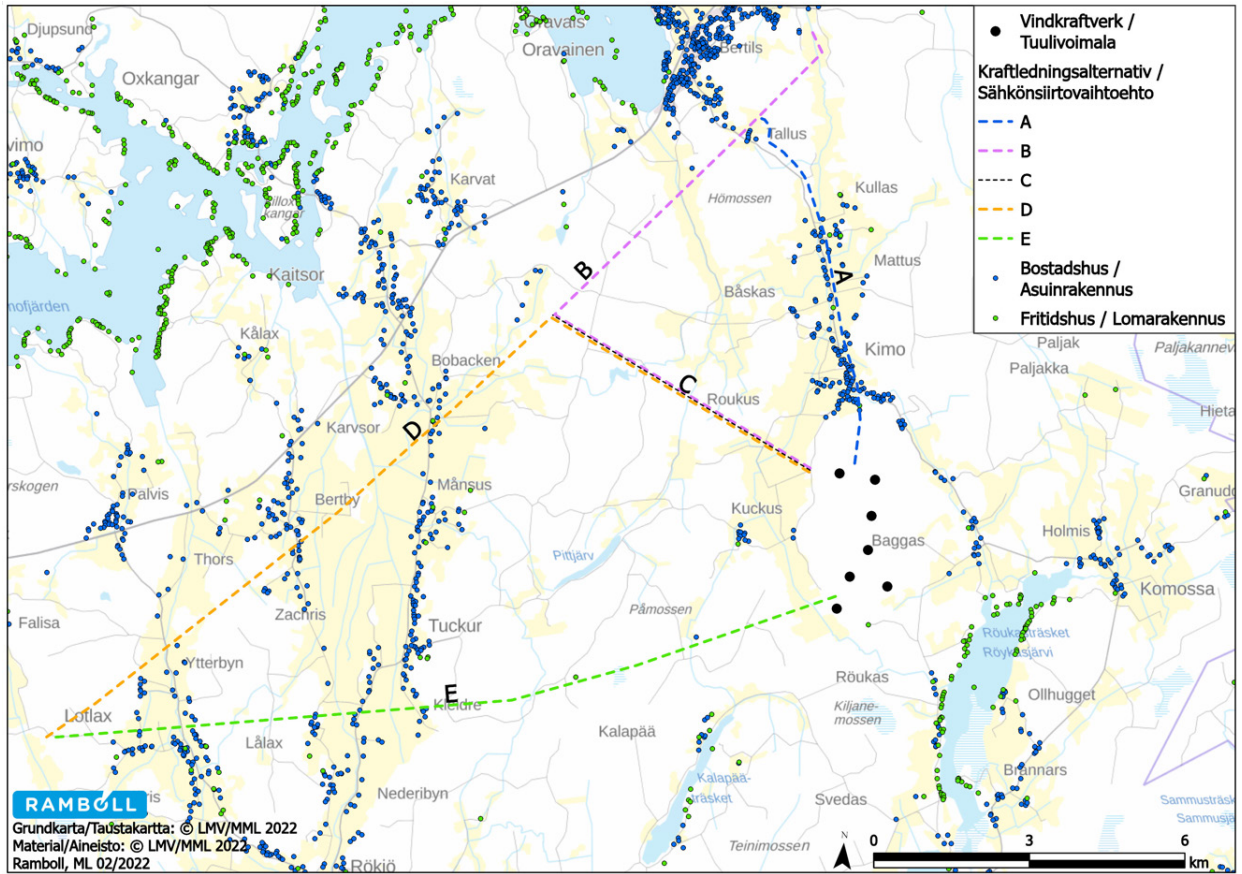 Vindkraftverk /
Tuulivoimala
Kraftledningsalternativ /
Sähkönsiirtovaihtoehto
A
B
C
D
E
Bostadshus /
Asuinrakennus
Fritidshus / Lomarakennus
Djupsund
Oravais
Oravainen
Bertils
Oxkangar
Tallus
Karvat
Kullas
Hömossen
kangar
Mattus
Kaitsor
B
A
Båskas
Kålax
Kimo
Paljak
Paljakka
Bobacken
C
Roukus
Karvsor
D
Palvis
Bertby
Månsus
Kuckus
Holmis
Thors
Pittjärv
Baggas
Komossa
Zachris
Påmossen
Falisa
Tuckur
Röukasträsket
Röykasjärvi
Ytterbyn
E
Röukas
Ollhugget
Lotlax
Kiljane-
mossen
Lålax
Kalapää
Kalapää-
träsket
Brännars
Nederibyn
Svedas
Teinimossen
Rökiö
RAMBOLL
Grundkarta/Taustakartta: © LMV/MML 2022
Material/Aineisto: © LMV/MML 2022
Ramboll, ML 02/2022
N
0 3 6
km